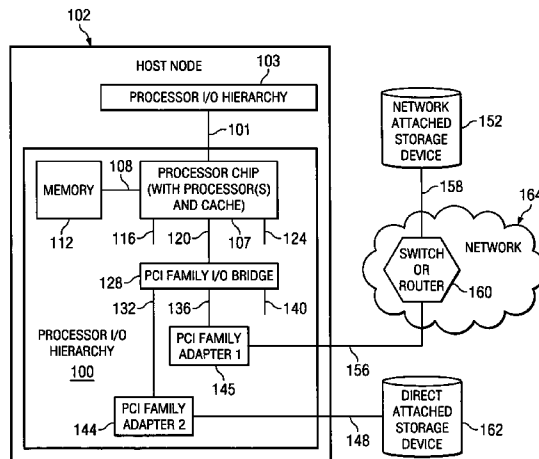 102
HOST NODE
103
PROCESSOR I/O HIERARCHY
101
NETWORK
ATTACHED
STORAGE
DEVICE
152
MEMORY
108
PROCESSOR CHIP
(WITH PROCESSOR(S)
AND CACHE)
158
164
112
116
120
107
124
NETWORK
SWITCH
OR
ROUTER
160
128
PCI FAMILY I/O BRIDGE
132
136
140
PROCESSOR I/O
HIERARCHY
100
PCI FAMILY
ADAPTER 1
145
156
144
PCI FAMILY
ADAPTER 2
148
DIRECT
ATTACHED
STORAGE
DEVICE
162